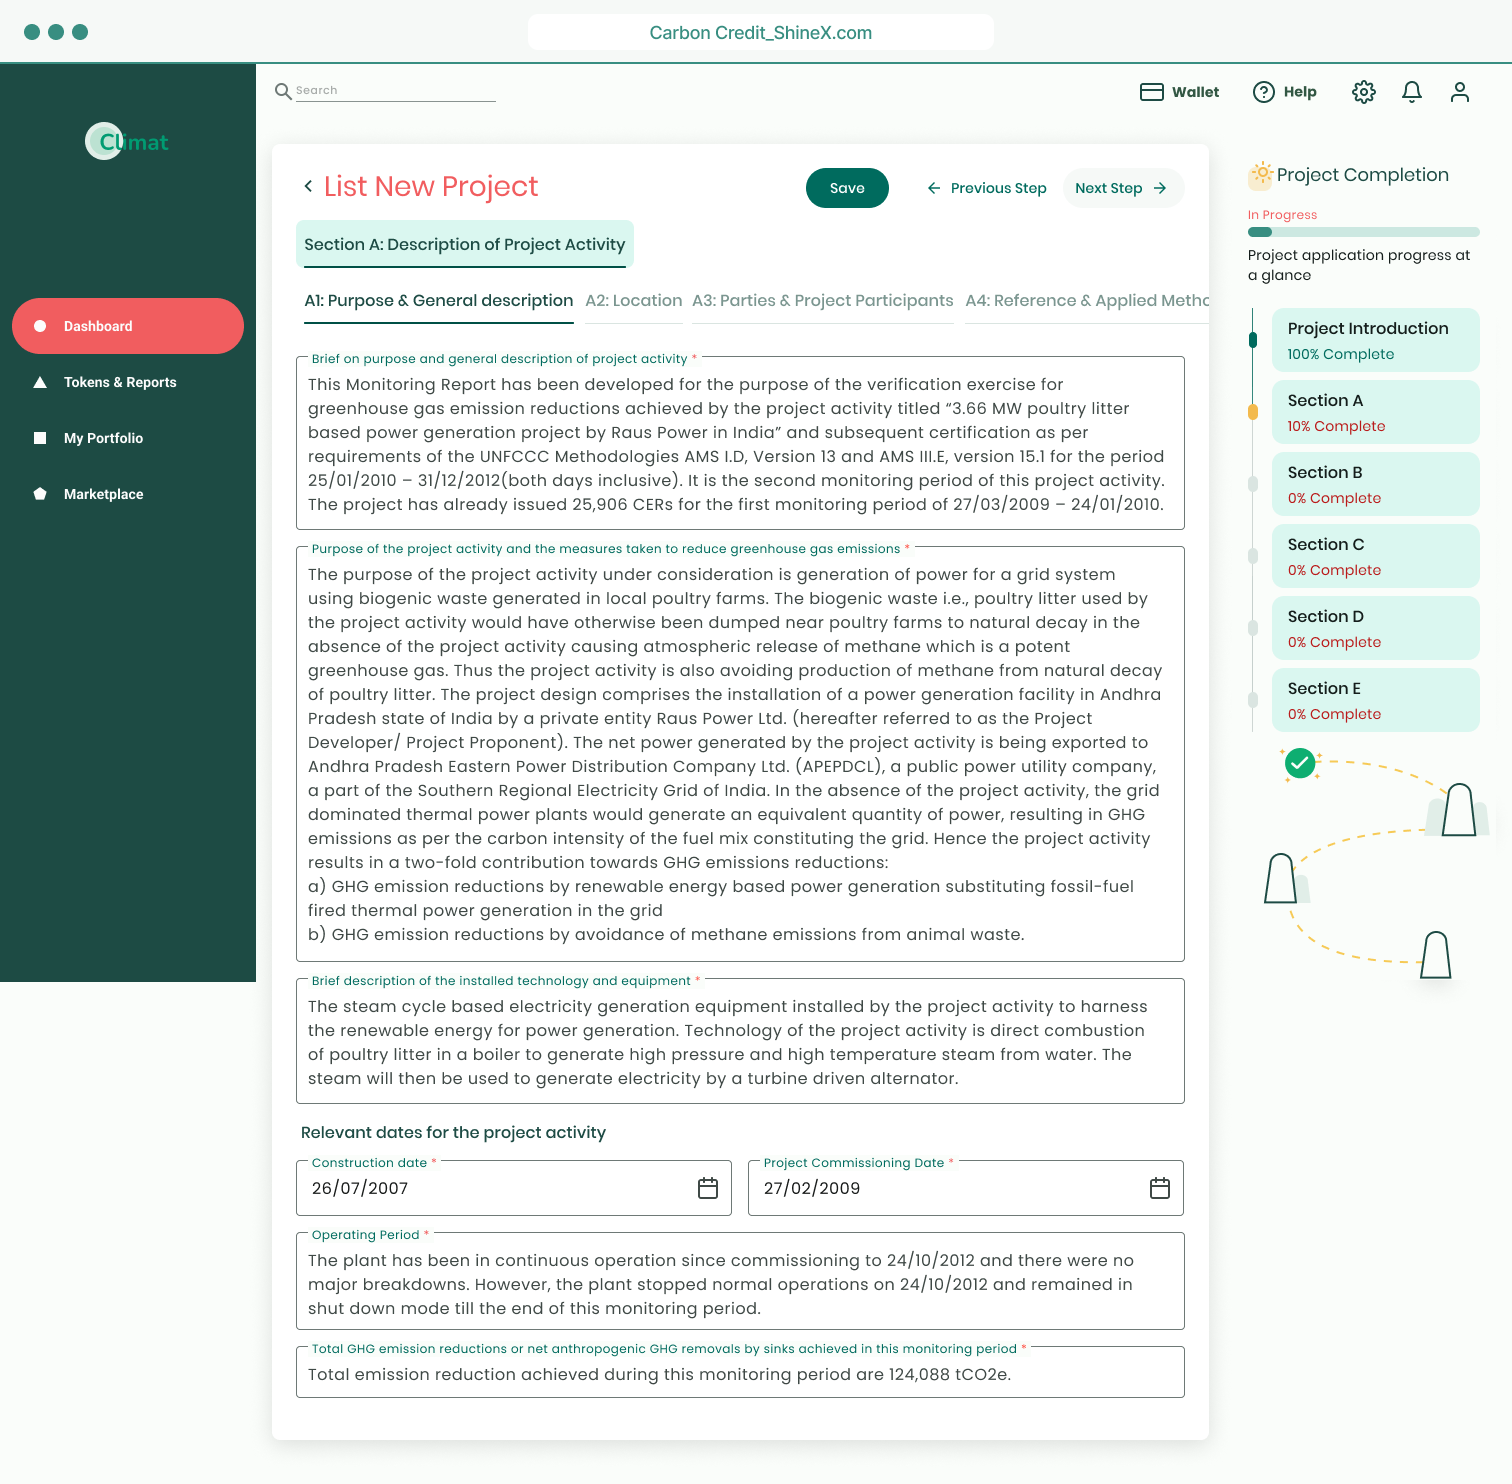 Carbon Credit_ShineX.com
Search
Wallet
Help
Climat
Dashboard
Tokens & Reports
My Portfolio
Marketplace
List New Project
Save
Previous Step
Next Step
Section A: Description of Project Activity
A1: Purpose & General description
A2: Location
A3: Parties & Project Participants
A4: Reference & Applied Metho
Brief on purpose and general description of project activity *
This Monitoring Report has been developed for the purpose of the verification exercise for
greenhouse gas emission reductions achieved by the project activity titled “3.66 MW poultry litter
based power generation project by Raus Power in India” and subsequent certification as per
requirements of the UNFCCC Methodologies AMS I.D, Version 13 and AMS III.E, version 15.1 for the period
25/01/2010 – 31/12/2012(both days inclusive). It is the second monitoring period of this project activity.
The project has already issued 25,906 CERs for the first monitoring period of 27/03/2009 – 24/01/2010.
Purpose of the project activity and the measures taken to reduce greenhouse gas emissions *
The purpose of the project activity under consideration is generation of power for a grid system
using biogenic waste generated in local poultry farms. The biogenic waste i.e., poultry litter used by
the project activity would have otherwise been dumped near poultry farms to natural decay in the
absence of the project activity causing atmospheric release of methane which is a potent
greenhouse gas. Thus the project activity is also avoiding production of methane from natural decay
of poultry litter. The project design comprises the installation of a power generation facility in Andhra
Pradesh state of India by a private entity Raus Power Ltd. (hereafter referred to as the Project
Developer/ Project Proponent). The net power generated by the project activity is being exported to
Andhra Pradesh Eastern Power Distribution Company Ltd. (APEPDCL), a public power utility company,
a part of the Southern Regional Electricity Grid of India. In the absence of the project activity, the grid
dominated thermal power plants would generate an equivalent quantity of power, resulting in GHG
emissions as per the carbon intensity of the fuel mix constituting the grid. Hence the project activity
results in a two-fold contribution towards GHG emissions reductions:
a) GHG emission reductions by renewable energy based power generation substituting fossil-fuel
fired thermal power generation in the grid
b) GHG emission reductions by avoidance of methane emissions from animal waste.
Brief description of the installed technology and equipment *
The steam cycle based electricity generation equipment installed by the project activity to harness
the renewable energy for power generation. Technology of the project activity is direct combustion
of poultry litter in a boiler to generate high pressure and high temperature steam from water. The
steam will then be used to generate electricity by a turbine driven alternator.
Relevant dates for the project activity
Construction date *
26/07/2007
Project Commissioning Date *
27/02/2009
Operating Period *
The plant has been in continuous operation since commissioning to 24/10/2012 and there were no
major breakdowns. However, the plant stopped normal operations on 24/10/2012 and remained in
shut down mode till the end of this monitoring period.
Total GHG emission reductions or net anthropogenic GHG removals by sinks achieved in this monitoring period *
Total emission reduction achieved during this monitoring period are 124,088 tCO2e.
Project Completion
In Progress
Project application progress at
a glance
Project Introduction
100% Complete
Section A
10% Complete
Section B
0% Complete
Section C
0% Complete
Section D
0% Complete
Section E
0% Complete